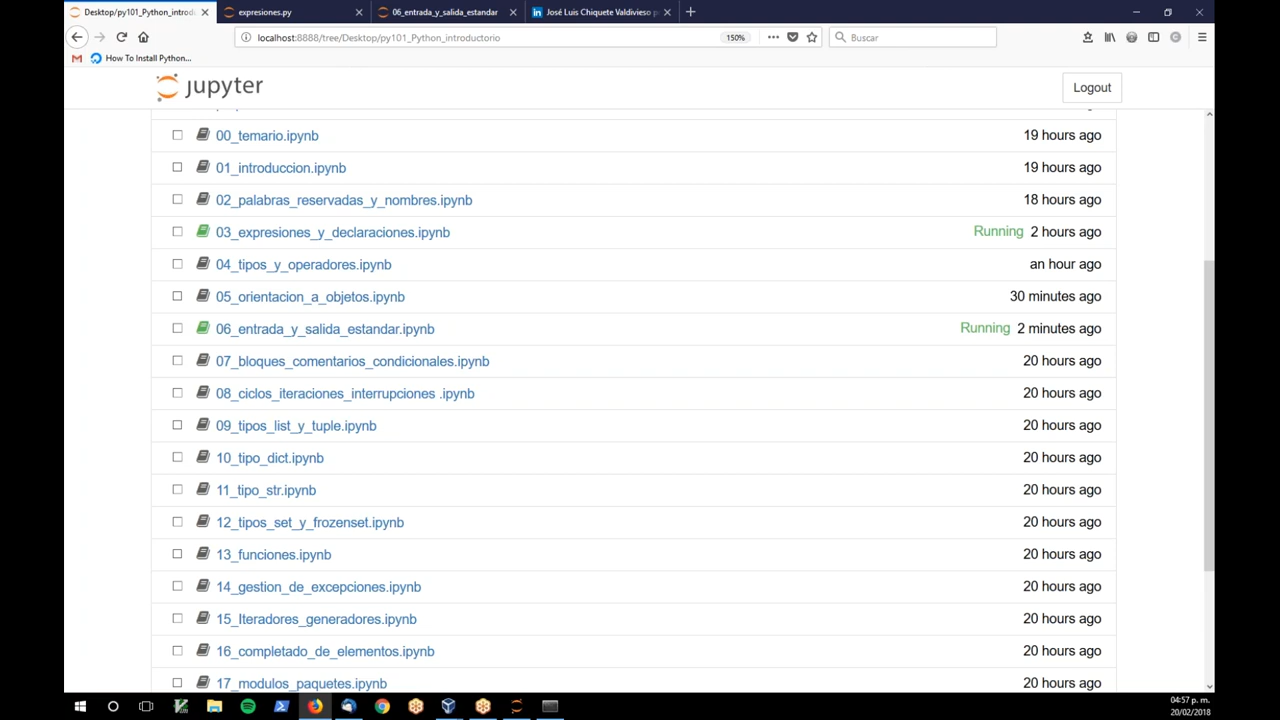 Desktop/py101_Python_introdu
expresiones.py
06_entrada_y_salida_estandar
José Luis Chiquete Valdivieso p
localhost:8888/tree/Desktop/py101_Python_introductorio
150%
Buscar
How To Install Python...
jupyter
Logout
00_temario.ipynb 19 hours ago
01_introduccion.ipynb 19 hours ago
02_palabras_reservadas_y_nombres.ipynb 18 hours ago
03_expresiones_y_declaraciones.ipynb Running 2 hours ago
04_tipos_y_operadores.ipynb an hour ago
05_orientacion_a_objetos.ipynb 30 minutes ago
06_entrada_y_salida_estandar.ipynb Running 2 minutes ago
07_bloques_comentarios_condicionales.ipynb 20 hours ago
08_ciclos_iteraciones_interrupciones .ipynb 20 hours ago
09_tipos_list_y_tuple.ipynb 20 hours ago
10_tipo_dict.ipynb 20 hours ago
11_tipo_str.ipynb 20 hours ago
12_tipos_set_y_frozenset.ipynb 20 hours ago
13_funciones.ipynb 20 hours ago
14_gestion_de_excepciones.ipynb 20 hours ago
15_Iteradores_generadores.ipynb 20 hours ago
16_completado_de_elementos.ipynb 20 hours ago
17_modulos_paquetes.ipynb 20 hours ago
04:57 p. m.
20/02/2018